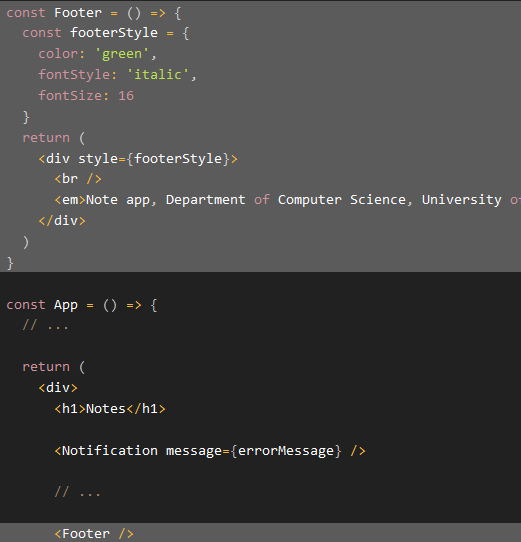 const Footer = () => {
  const footerStyle = {
    color: 'green',
    fontStyle: 'italic',
    fontSize: 16
  }
  return (
    <div style={footerStyle}>
      <br />
      <em>Note app, Department of Computer Science, University of
    </div>
  )
}

const App = () => {
  // ...

  return (
    <div>
      <h1>Notes</h1>

      <Notification message={errorMessage} />

      // ...

      <Footer />